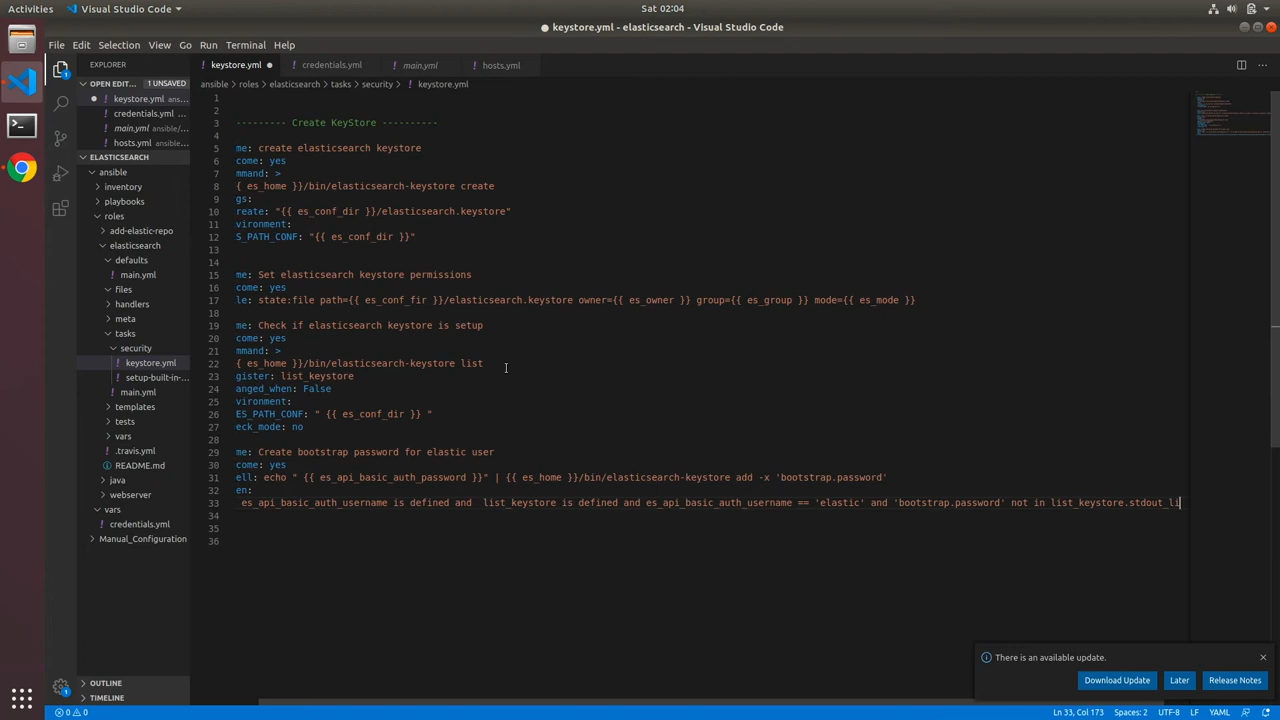 Activities Visual Studio Code Sat 02:04
keystore.yml - elasticsearch - Visual Studio Code
File Edit Selection View Go Run Terminal Help
EXPLORER
keystore.yml credentials.yml main.yml hosts.yml
OPEN EDIT... 1 UNSAVED
ansible > roles > elasticsearch > tasks > security > keystore.yml
keystore.yml ans...
credentials.yml ...
main.yml ansible/...
hosts.yml ansible...
ELASTICSEARCH
ansible
inventory
playbooks
roles
add-elastic-repo
elasticsearch
defaults
main.yml
files
handlers
meta
tasks
security
keystore.yml
setup-built-in-...
main.yml
templates
tests
vars
.travis.yml
README.md
java
webserver
vars
credentials.yml
Manual_Configuration
OUTLINE
TIMELINE
1
2
3 --------- Create KeyStore ----------
4
5 me: create elasticsearch keystore
6 come: yes
7 mmand: >
8 { es_home }}/bin/elasticsearch-keystore create
9 gs:
10 reate: "{{ es_conf_dir }}/elasticsearch.keystore"
11 vironment:
12 S_PATH_CONF: "{{ es_conf_dir }}"
13
14
15 me: Set elasticsearch keystore permissions
16 come: yes
17 le: state:file path={{ es_conf_fir }}/elasticsearch.keystore owner={{ es_owner }} group={{ es_group }} mode={{ es_mode }}
18
19 me: Check if elasticsearch keystore is setup
20 come: yes
21 mmand: >
22 { es_home }}/bin/elasticsearch-keystore list
23 gister: list_keystore
24 anged_when: False
25 vironment:
26 ES_PATH_CONF: " {{ es_conf_dir }} "
27 eck_mode: no
28
29 me: Create bootstrap password for elastic user
30 come: yes
31 ell: echo " {{ es_api_basic_auth_password }}" | {{ es_home }}/bin/elasticsearch-keystore add -x 'bootstrap.password'
32 en:
33 es_api_basic_auth_username is defined and  list_keystore is defined and es_api_basic_auth_username == 'elastic' and 'bootstrap.password' not in list_keystore.stdout_li
34
35
36
There is an available update.
Download Update Later Release Notes
0 0 Ln 33, Col 173 Spaces: 2 UTF-8 LF YAML